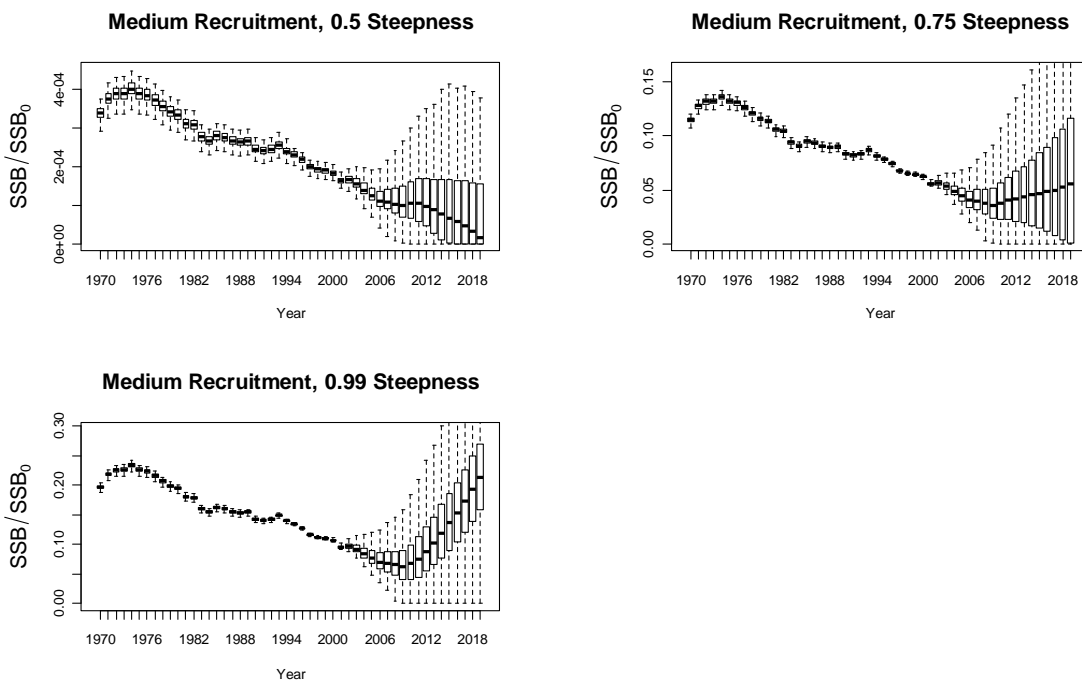 Medium Recruitment, 0.5 Steepness
SSB / SSB0
4e−04
2e−04
0e+00
1970 1976 1982 1988 1994 2000 2006 2012 2018
Year
Medium Recruitment, 0.75 Steepness
SSB / SSB0
0.15
0.10
0.05
0.00
1970 1976 1982 1988 1994 2000 2006 2012 2018
Year
Medium Recruitment, 0.99 Steepness
SSB / SSB0
0.30
0.20
0.10
0.00
1970 1976 1982 1988 1994 2000 2006 2012 2018
Year